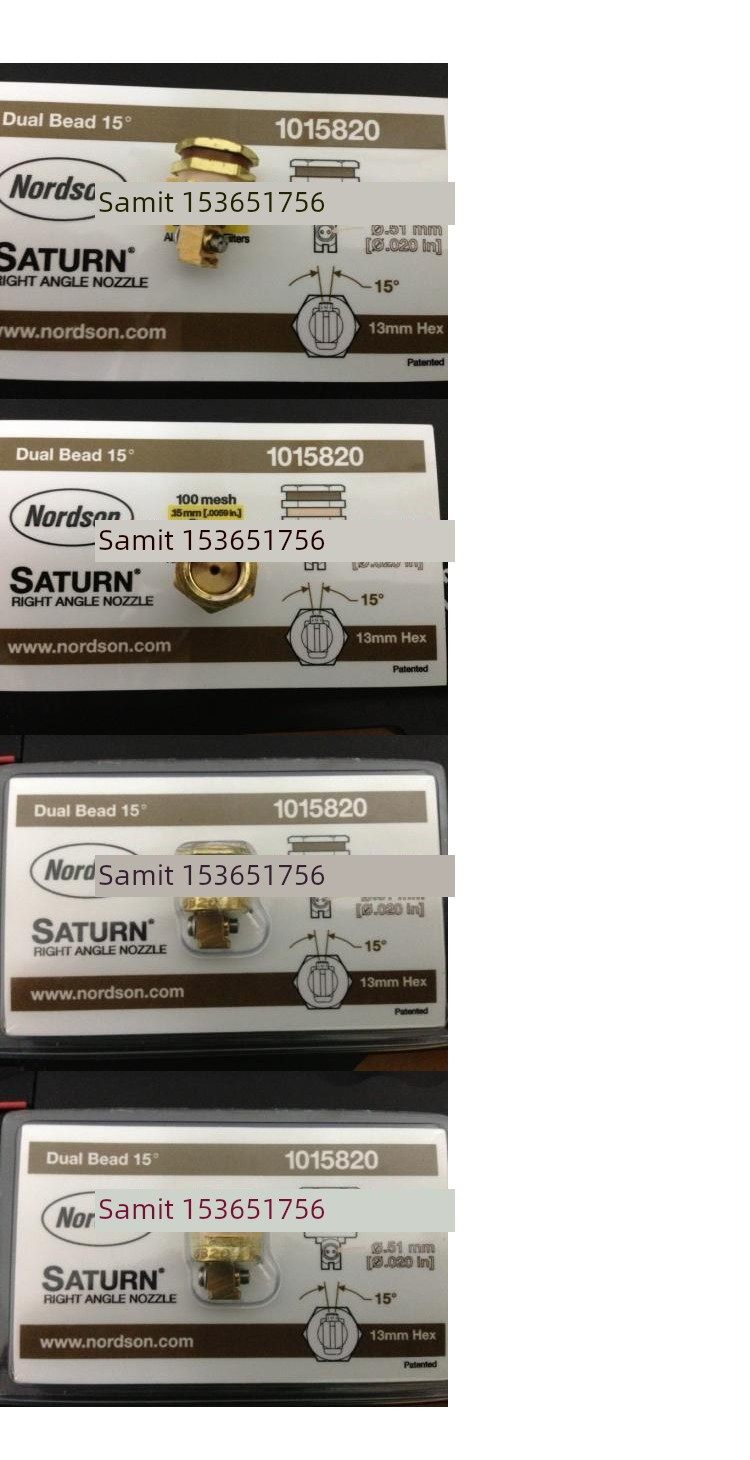 Dual Bead 15°
1015820
Samit 153651756
Ø.51 mm
[Ø.020 in]
SATURN®
RIGHT ANGLE NOZZLE
15°
www.nordson.com
13mm Hex
Patented
Dual Bead 15°
1015820
100 mesh
.15 mm [.0059 in.]
Nordson
Samit 153651756
SATURN®
RIGHT ANGLE NOZZLE
15°
www.nordson.com
13mm Hex
Patented
Dual Bead 15°
1015820
Nord
Samit 153651756
[Ø.020 in]
SATURN®
RIGHT ANGLE NOZZLE
15°
www.nordson.com
13mm Hex
Patented
Dual Bead 15°
1015820
Nor
Samit 153651756
Ø.51 mm
[Ø.020 in]
SATURN®
RIGHT ANGLE NOZZLE
15°
www.nordson.com
13mm Hex
Patented